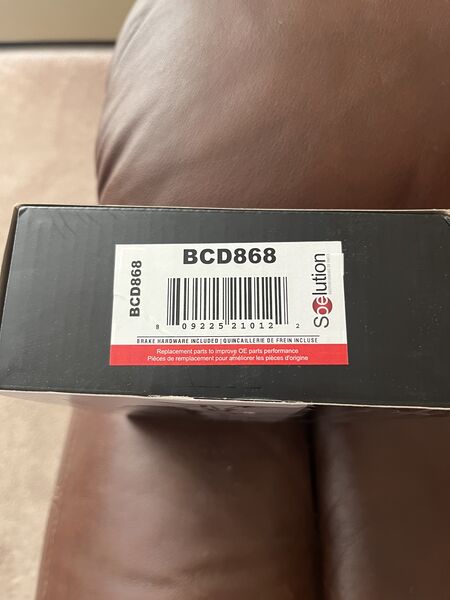 BCD868
BCD868
8 09225 21012 2
Soelution
BRAKE HARDWARE INCLUDED | QUINCAILLERIE DE FREIN INCLUSE
Replacement parts to improve OE parts performance
Pièces de remplacement pour améliorer les pièces d'origine